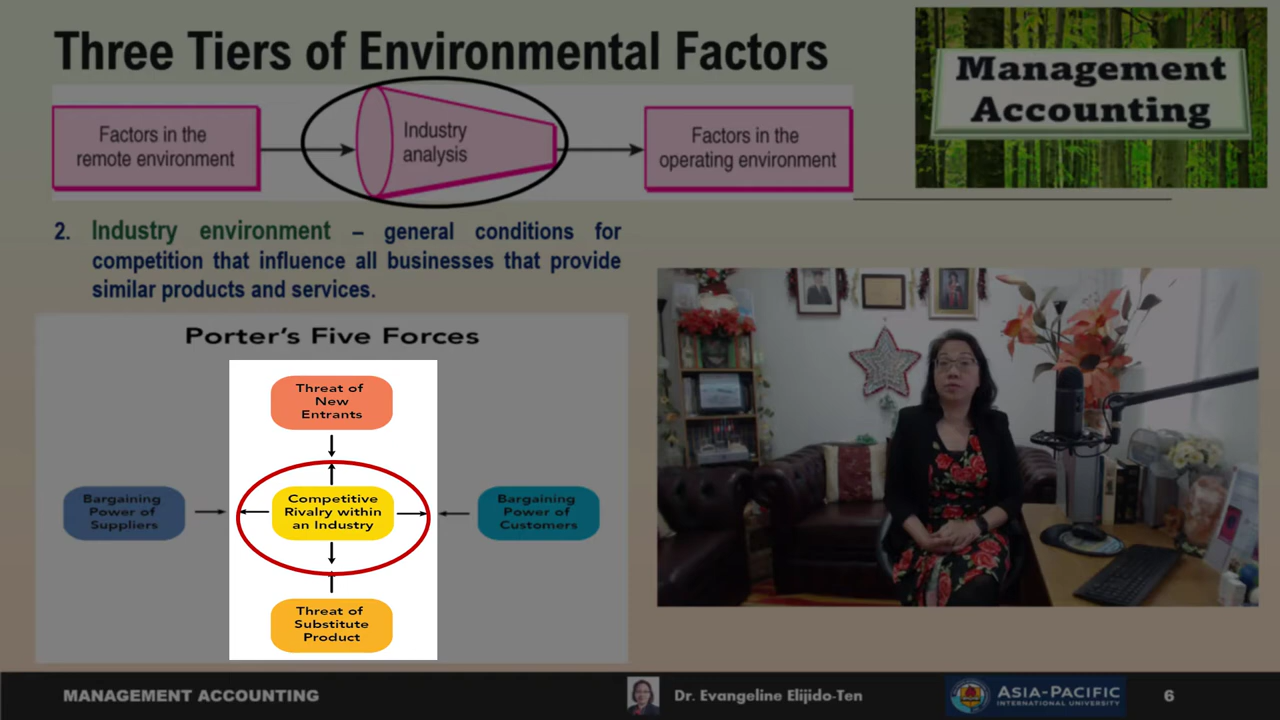 Three Tiers of Environmental Factors
Management
Accounting
Factors in the
remote environment
Industry
analysis
Factors in the
operating environment
2. Industry environment – general conditions for
competition that influence all businesses that provide
similar products and services.
Porter's Five Forces
Threat of
New
Entrants
Bargaining
Power of
Suppliers
Competitive
Rivalry within
an Industry
Bargaining
Power of
Customers
Threat of
Substitute
Product
MANAGEMENT ACCOUNTING
Dr. Evangeline Elijido-Ten
ASIA-PACIFIC
INTERNATIONAL UNIVERSITY
6